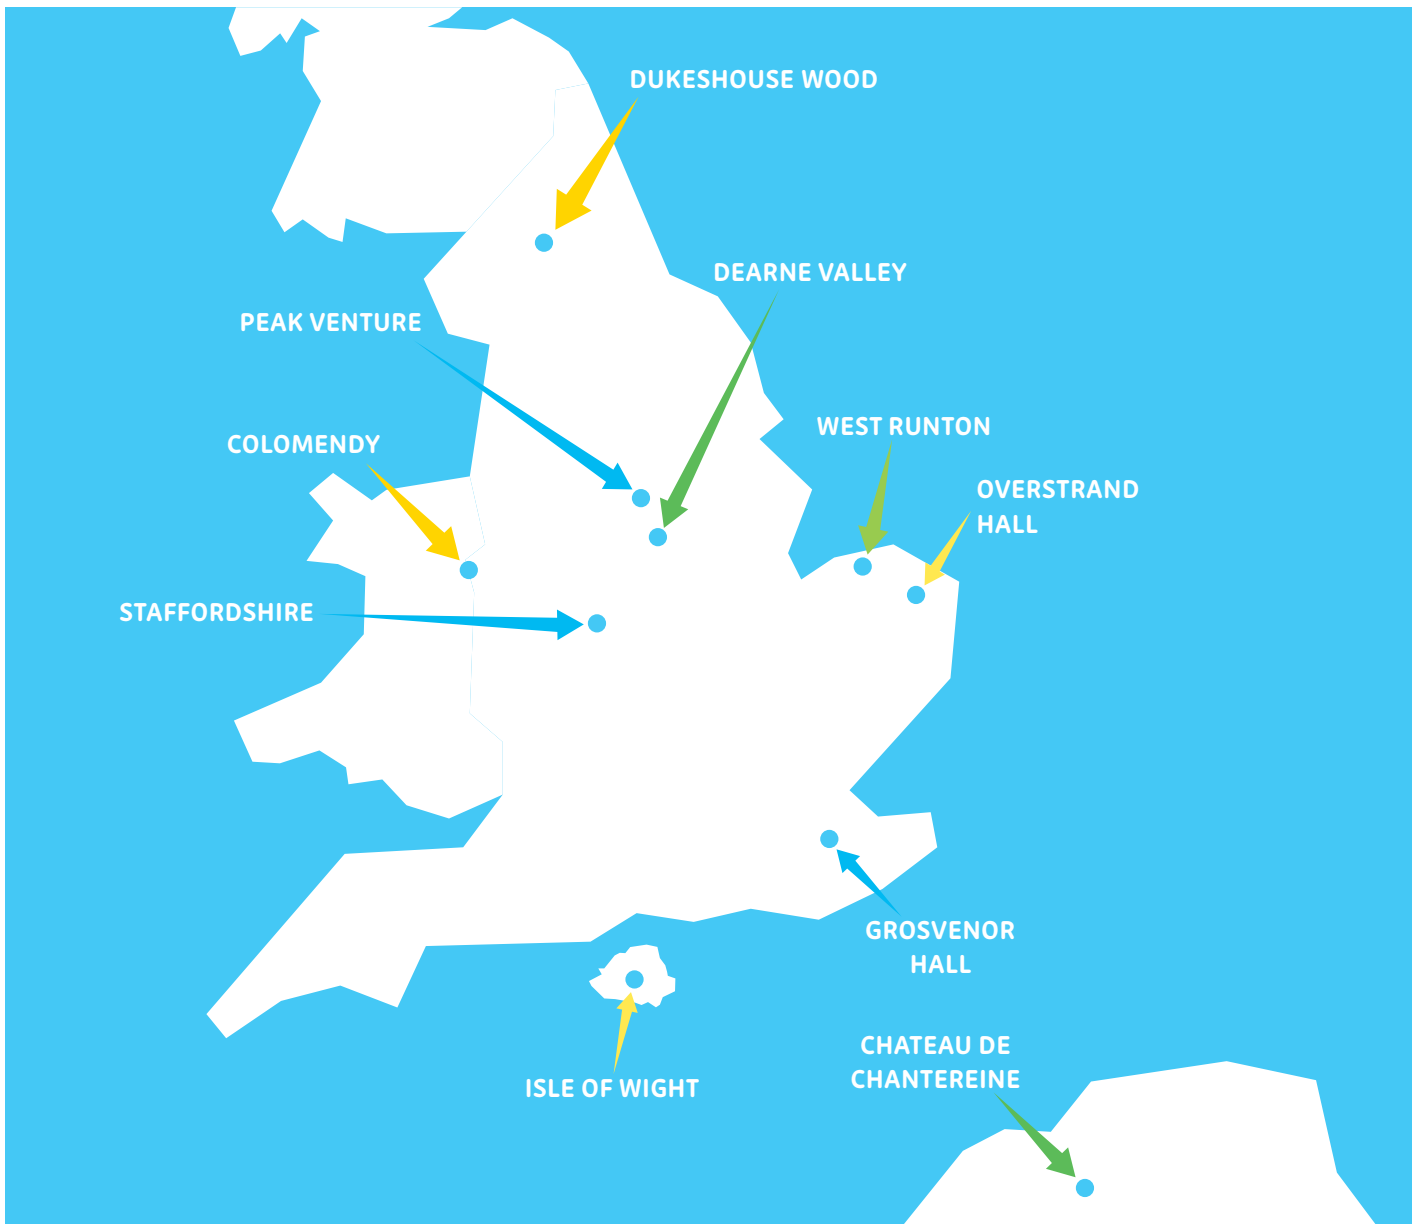 DUKESHOUSE WOOD
DEARNE VALLEY
PEAK VENTURE
WEST RUNTON
COLOMENDY
OVERSTRAND
HALL
STAFFORDSHIRE
GROSVENOR
HALL
CHATEAU DE
CHANTEREINE
ISLE OF WIGHT